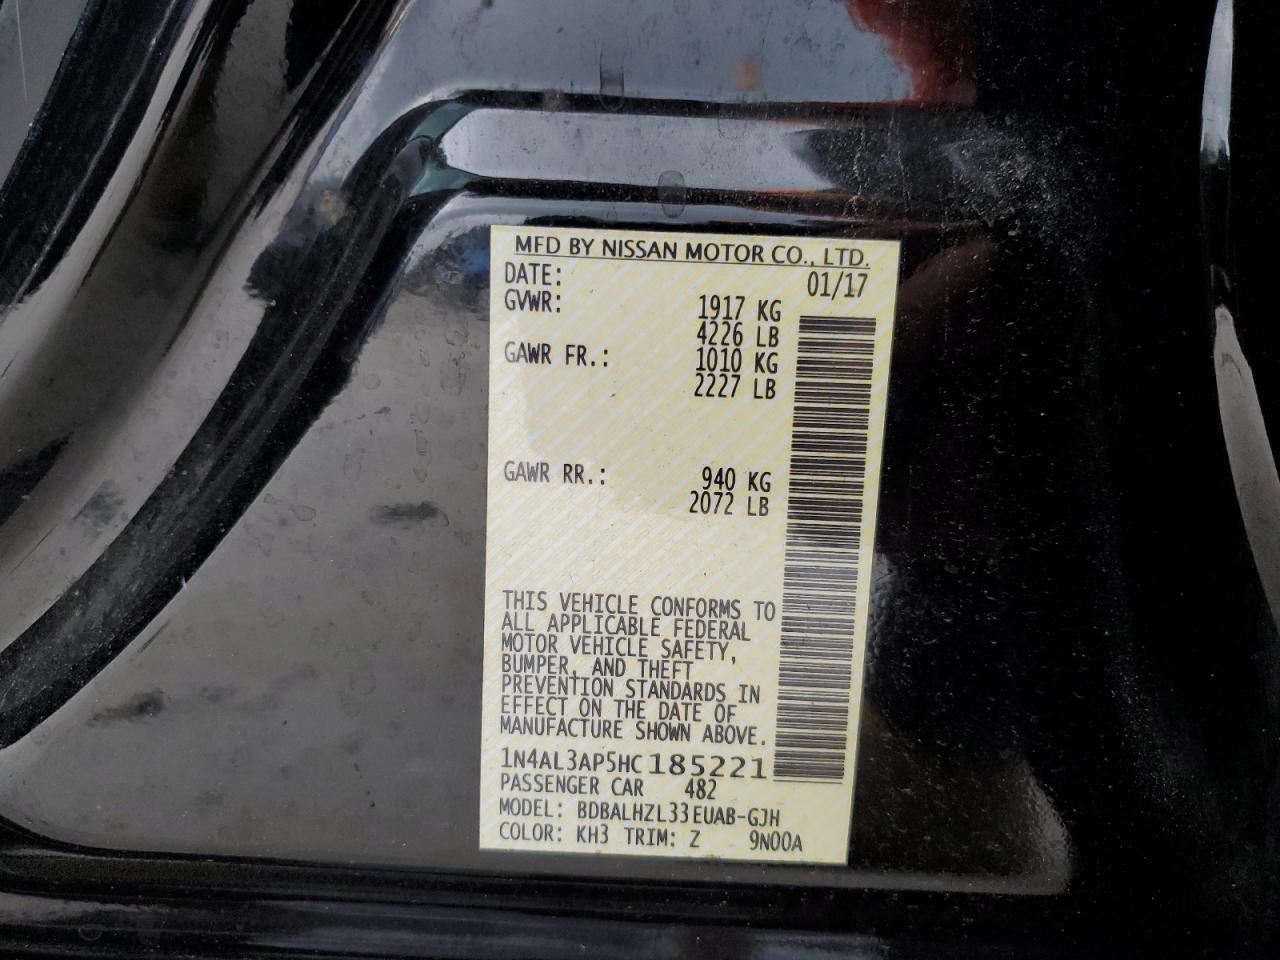 MFD BY NISSAN MOTOR CO., LTD.
DATE: 01/17
GVWR: 1917 KG
4226 LB
GAWR FR.: 1010 KG
2227 LB
GAWR RR.: 940 KG
2072 LB
THIS VEHICLE CONFORMS TO
ALL APPLICABLE FEDERAL
MOTOR VEHICLE SAFETY,
BUMPER, AND THEFT
PREVENTION STANDARDS IN
EFFECT ON THE DATE OF
MANUFACTURE SHOWN ABOVE.
1N4AL3AP5HC185221
PASSENGER CAR 482
MODEL: BDBALHZL33EUAB-GJH
COLOR: KH3 TRIM: Z 9N00A